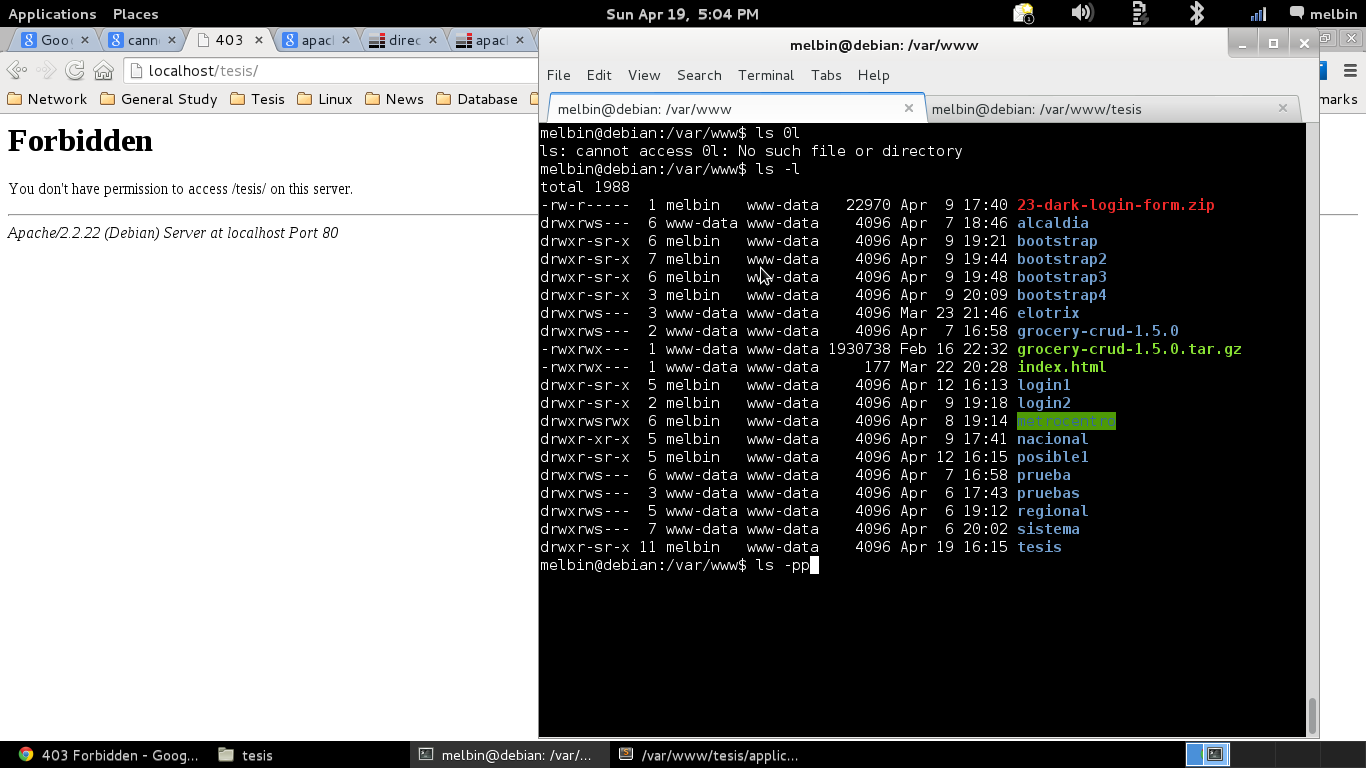 Applications Places Sun Apr 19, 5:04 PM 1 melbin
Goo cann 403 apac direc apac
melbin@debian: /var/www
localhost/tesis/
File Edit View Search Terminal Tabs Help
Network General Study Tesis Linux News Database marks
melbin@debian: /var/www melbin@debian: /var/www/tesis
Forbidden
You don't have permission to access /tesis/ on this server.
Apache/2.2.22 (Debian) Server at localhost Port 80
melbin@debian:/var/www$ ls 0l
ls: cannot access 0l: No such file or directory
melbin@debian:/var/www$ ls -l
total 1988
-rw-r----- 1 melbin www-data 22970 Apr 9 17:40 23-dark-login-form.zip
drwxrws--- 6 www-data www-data 4096 Apr 7 18:46 alcaldia
drwxr-sr-x 6 melbin www-data 4096 Apr 9 19:21 bootstrap
drwxr-sr-x 7 melbin www-data 4096 Apr 9 19:44 bootstrap2
drwxr-sr-x 6 melbin www-data 4096 Apr 9 19:48 bootstrap3
drwxr-sr-x 3 melbin www-data 4096 Apr 9 20:09 bootstrap4
drwxrws--- 3 www-data www-data 4096 Mar 23 21:46 elotrix
drwxrws--- 2 www-data www-data 4096 Apr 7 16:58 grocery-crud-1.5.0
-rwxrwx--- 1 www-data www-data 1930738 Feb 16 22:32 grocery-crud-1.5.0.tar.gz
-rwxrwx--- 1 www-data www-data 177 Mar 22 20:28 index.html
drwxr-sr-x 5 melbin www-data 4096 Apr 12 16:13 login1
drwxr-sr-x 2 melbin www-data 4096 Apr 9 19:18 login2
drwxrwsrwx 6 melbin www-data 4096 Apr 8 19:14 metrocentro
drwxr-xr-x 5 melbin www-data 4096 Apr 9 17:41 nacional
drwxr-sr-x 5 melbin www-data 4096 Apr 12 16:15 posible1
drwxrws--- 6 www-data www-data 4096 Apr 7 16:58 prueba
drwxrws--- 3 www-data www-data 4096 Apr 6 17:43 pruebas
drwxrws--- 5 www-data www-data 4096 Apr 6 19:12 regional
drwxrws--- 7 www-data www-data 4096 Apr 6 20:02 sistema
drwxr-sr-x 11 melbin www-data 4096 Apr 19 16:15 tesis
melbin@debian:/var/www$ ls -pp
403 Forbidden - Goog... tesis melbin@debian: /var/... /var/www/tesis/applic...